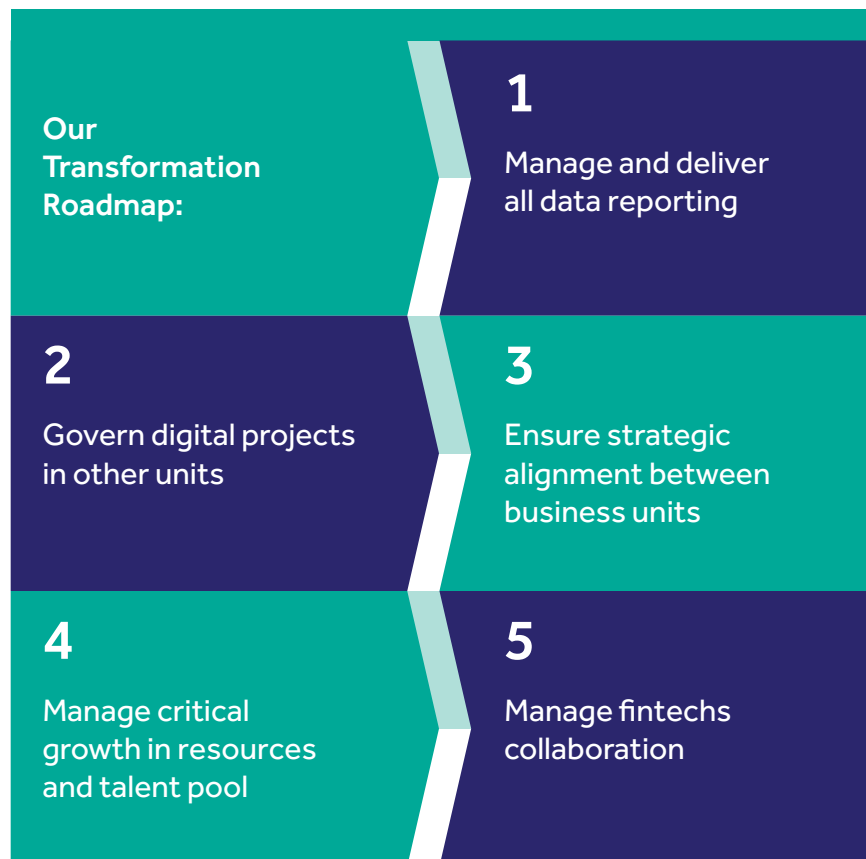 Our
Transformation
Roadmap:
1
Manage and deliver
all data reporting
2
Govern digital projects
in other units
3
Ensure strategic
alignment between
business units
4
Manage critical
growth in resources
and talent pool
5
Manage fintechs
collaboration